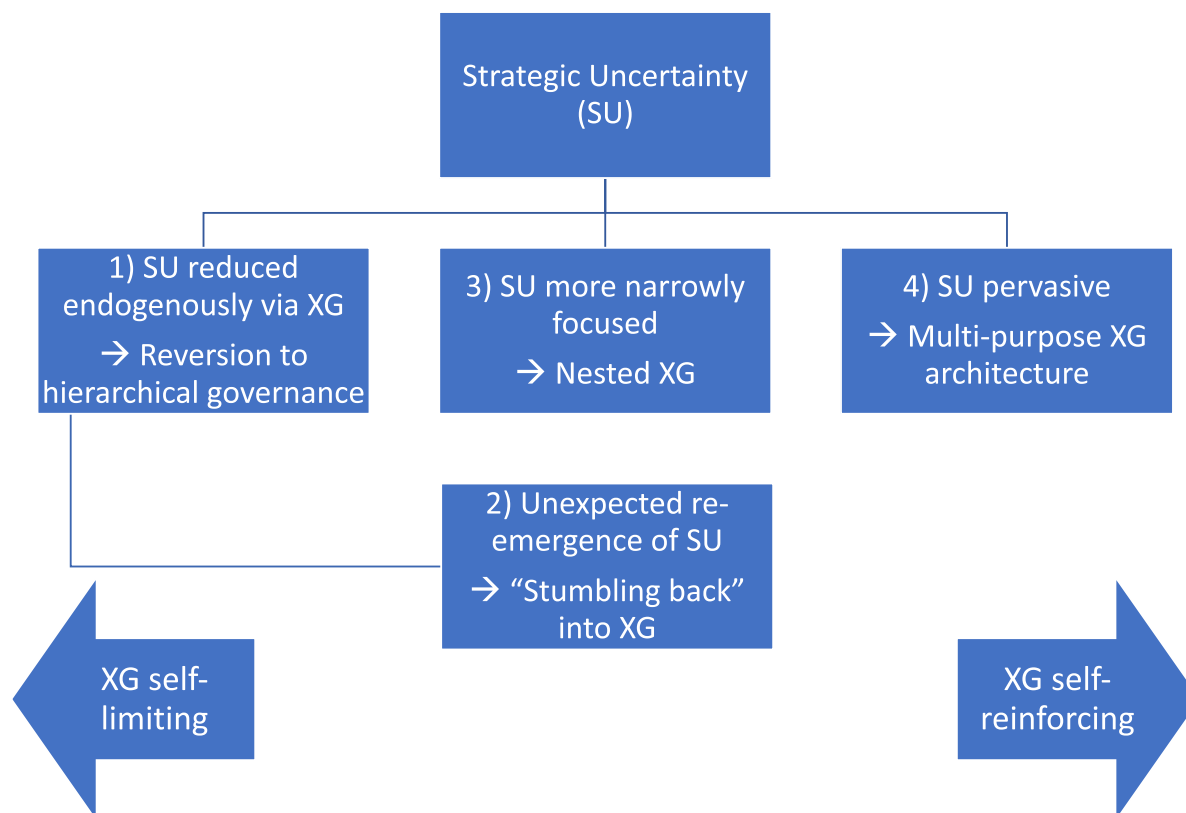 Strategic Uncertainty
(SU)
1) SU reduced
endogenously via XG
→ Reversion to
hierarchical governance
3) SU more narrowly
focused
→ Nested XG
4) SU pervasive
→ Multi-purpose XG
architecture
2) Unexpected re-
emergence of SU
→ “Stumbling back”
into XG
XG self-
limiting
XG self-
reinforcing